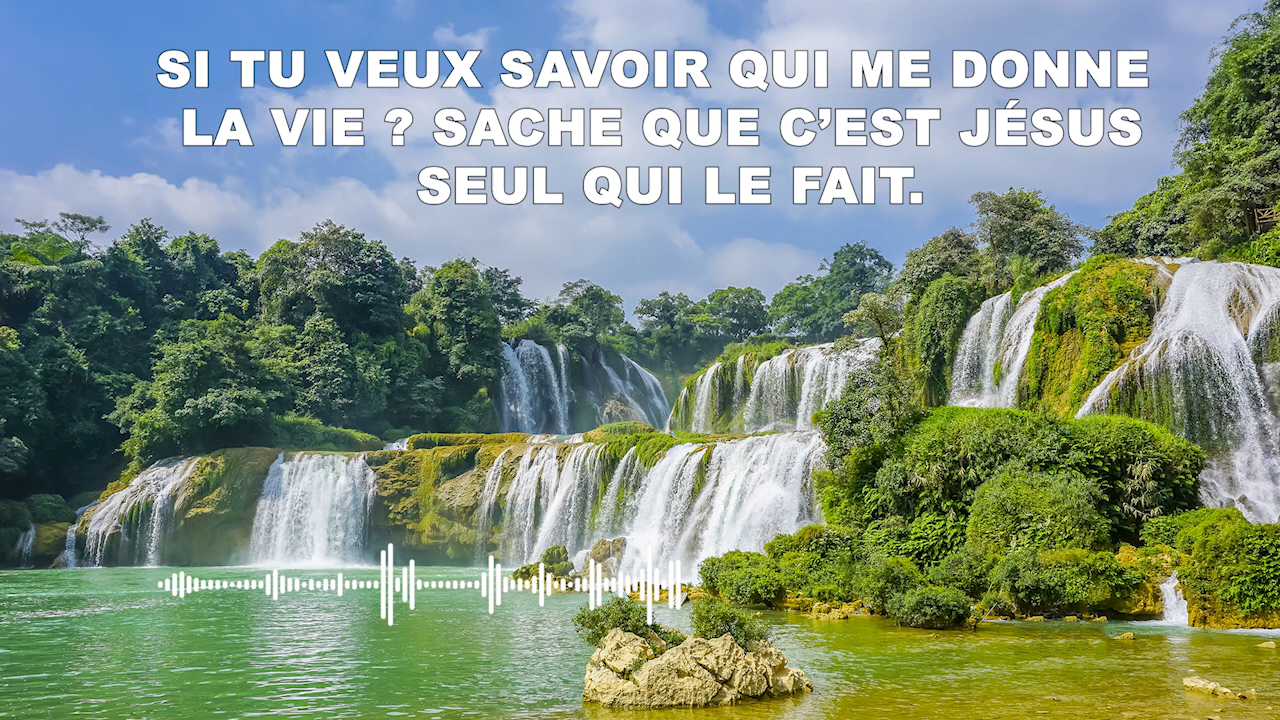 SI TU VEUX SAVOIR QUI ME DONNE
LA VIE ? SACHE QUE C’EST JÉSUS
SEUL QUI LE FAIT.